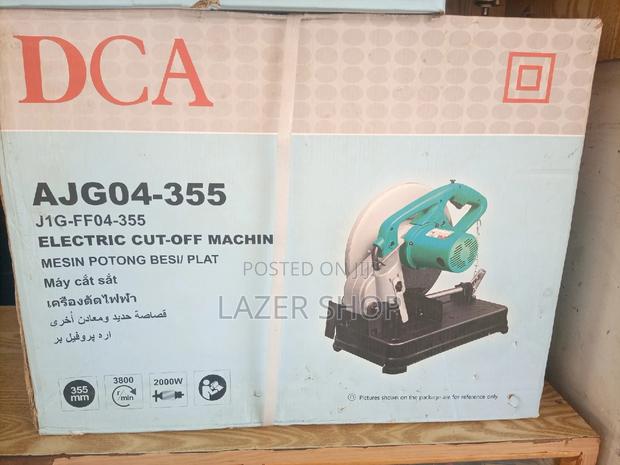 DCA
AJG04-355
J1G-FF04-355
ELECTRIC CUT-OFF MACHIN
MESIN POTONG BESI/ PLAT
Máy cắt sắt
เครื่องตัดไฟฟ้า
قصاصة حديد ومعادن أخرى
اره پروفیل بر
POSTED ON JIJI
LAZER SHOP
355 mm
3800 r/min
2000W
Pictures shown on the package are for reference only